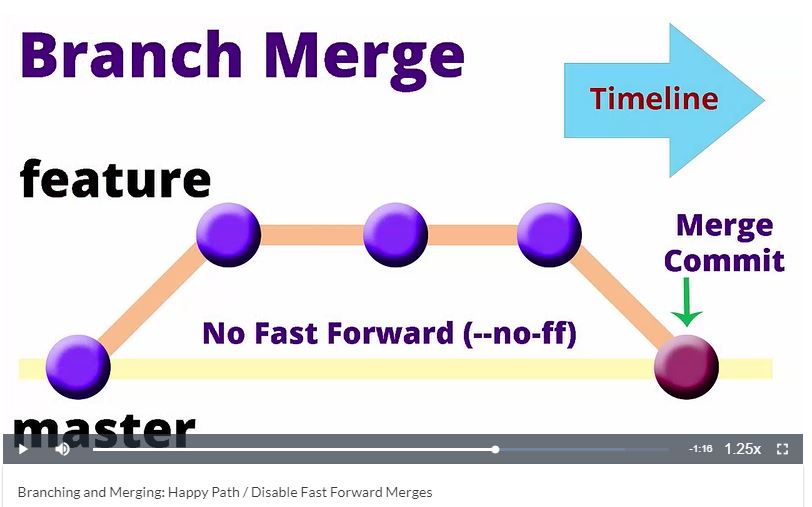 Branch Merge
Timeline
feature
Merge
Commit
No Fast Forward (--no-ff)
master
-1:16 1.25x
Branching and Merging: Happy Path / Disable Fast Forward Merges